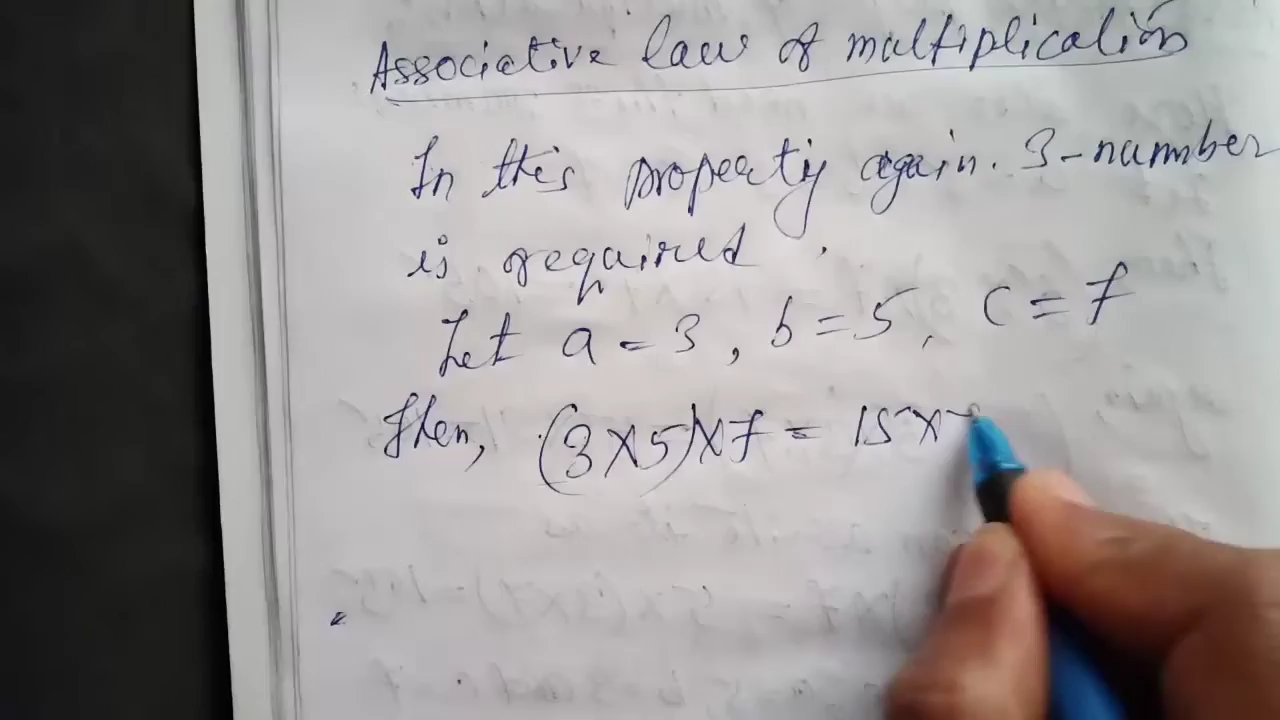 Associative law of multiplication
In this property again. 3-number
is required.
Let a = 3, b = 5, c = 7
Then, (3×5)×7 = 15×7